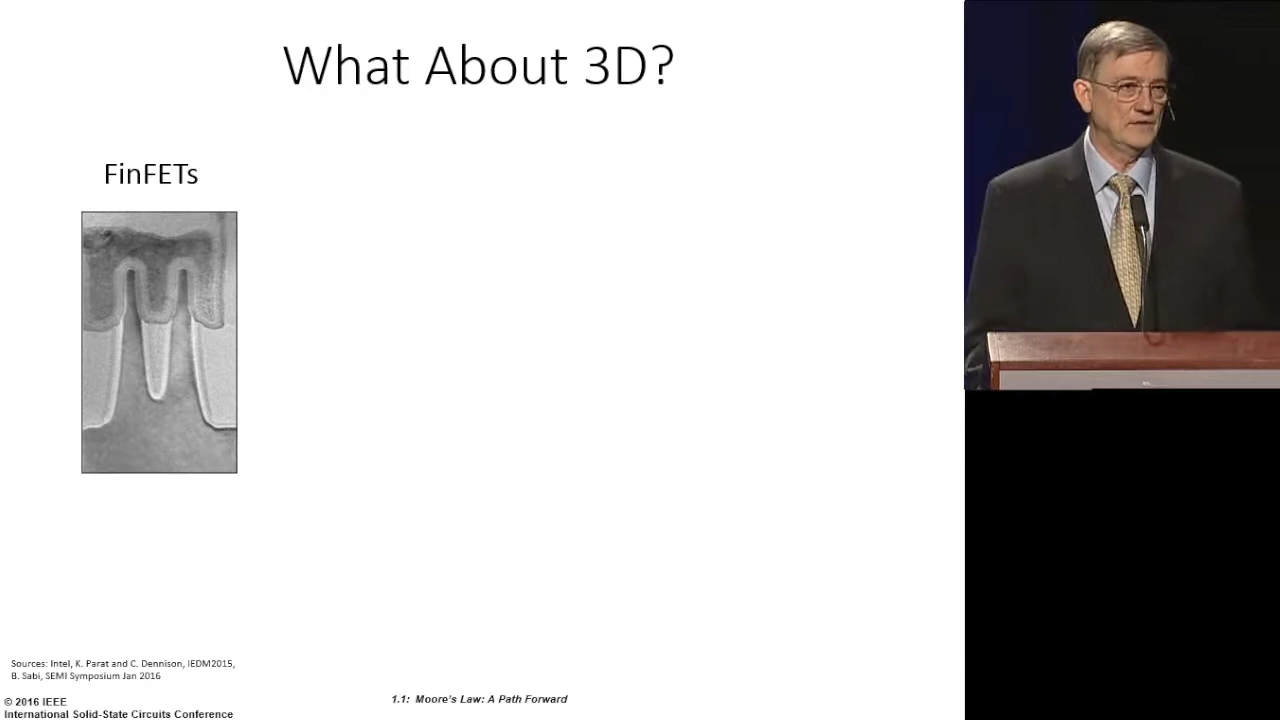 What About 3D?
FinFETs
Sources: Intel, K. Parat and C. Dennison, IEDM2015,
B. Sabi, SEMI Symposium Jan 2016
© 2016 IEEE
International Solid-State Circuits Conference
1.1: Moore's Law: A Path Forward